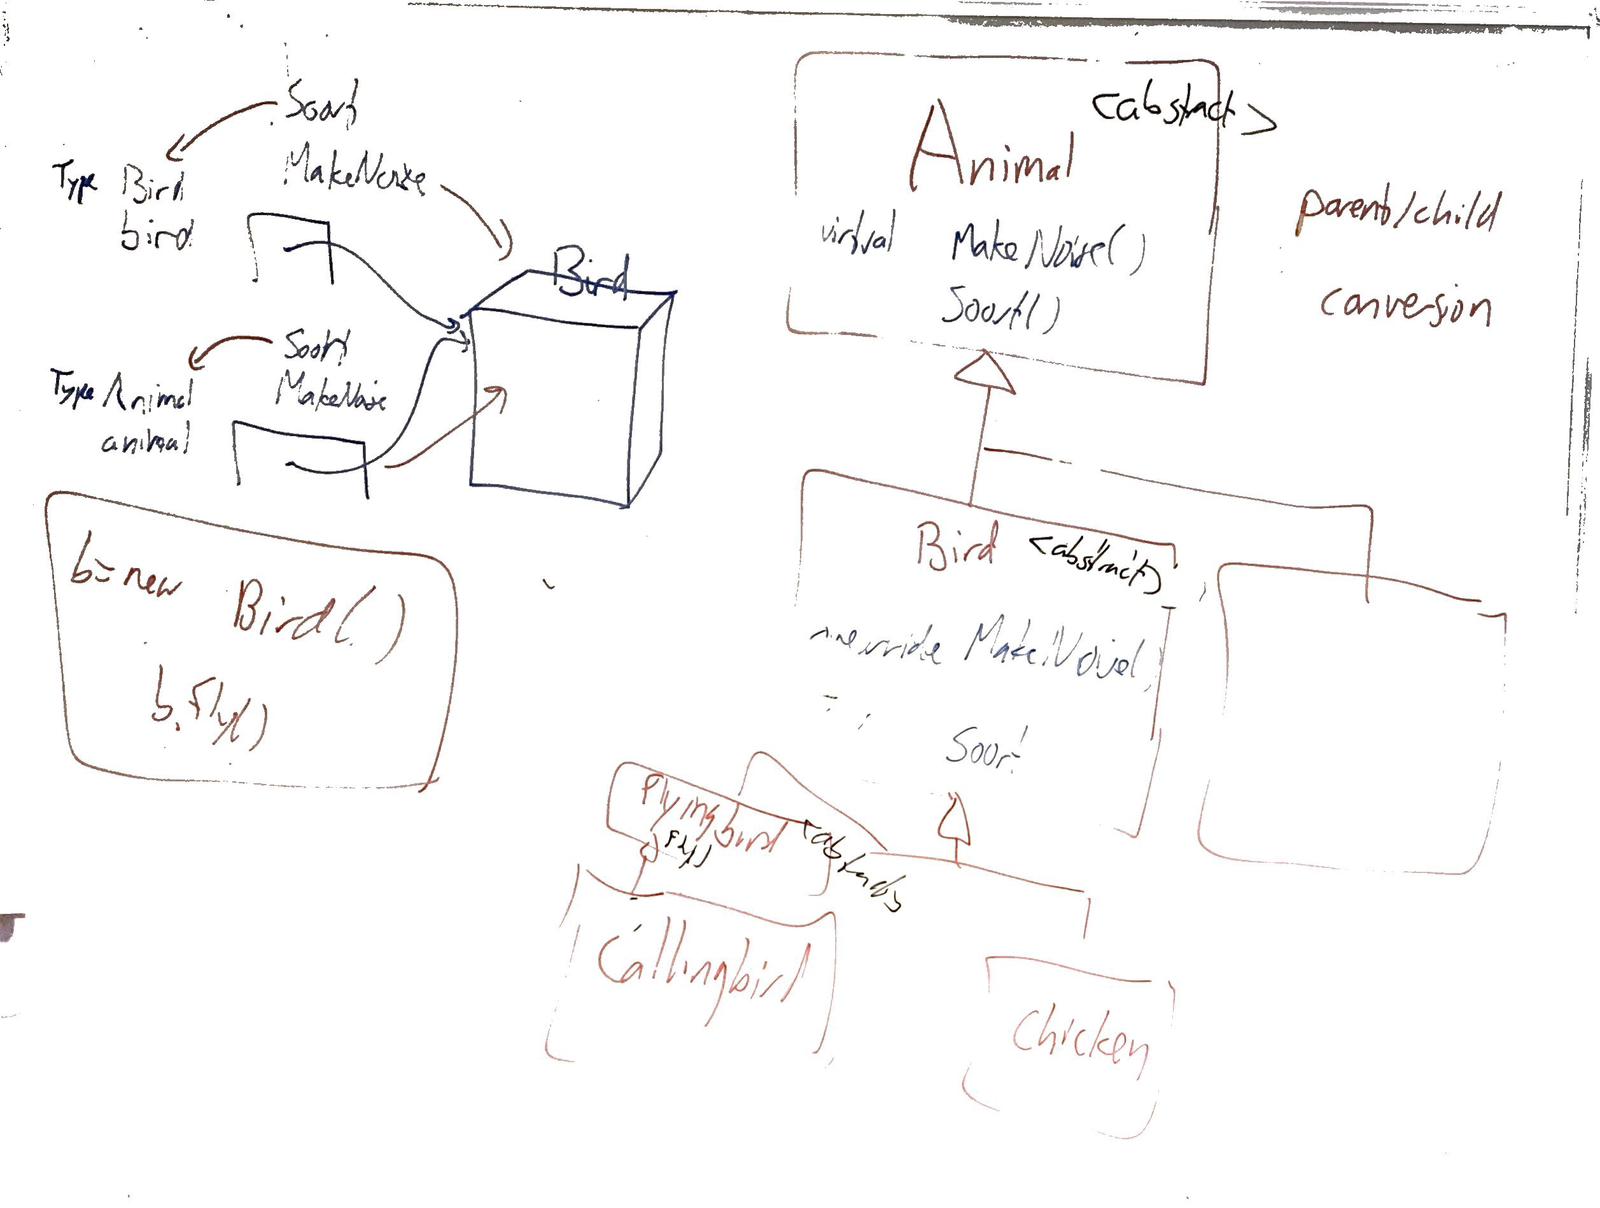 Soort
MakeNoise
Type Bird
bird
Bird
Soort
Type Animal
MakeNoise
animal
b=new Bird()
b.Fly()
<abstract>
Animal
virtual MakeNoise()
Soort()
parent/child
conversion
Bird <abstract>
override MakeNoise(
Soort
Flyingbird <abstract>
Fly()
Callingbird
Chicken